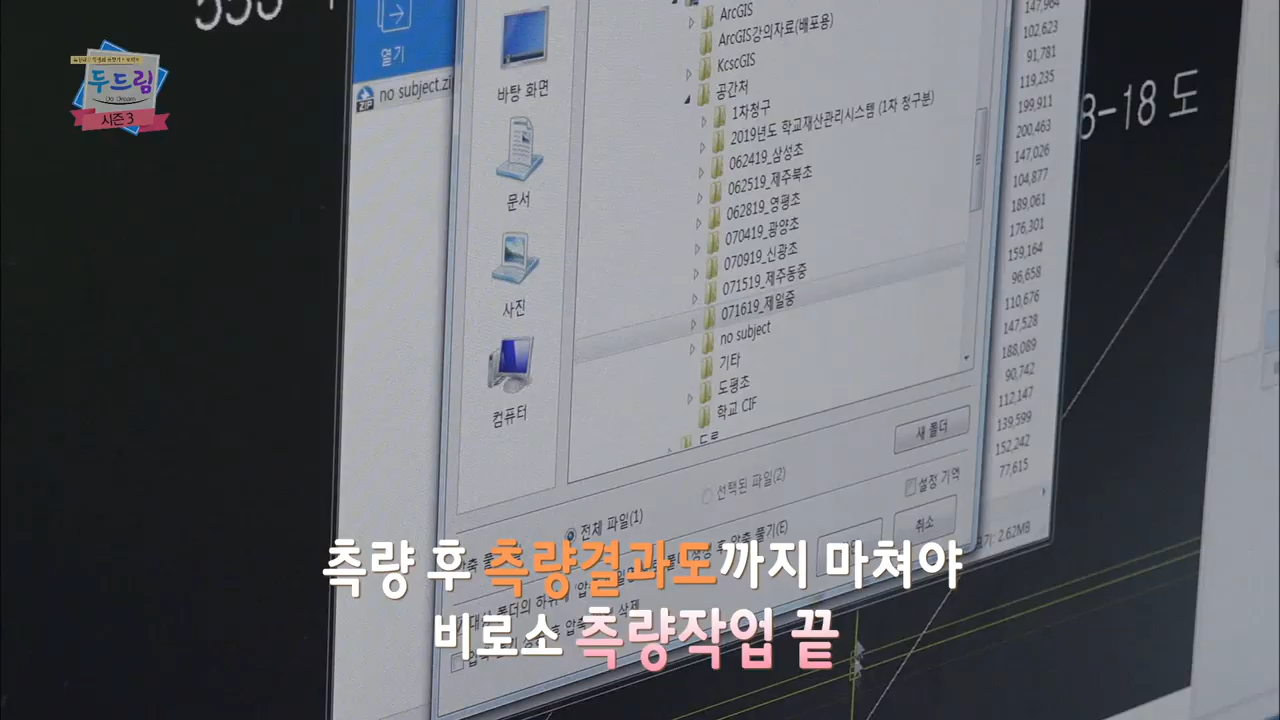 두드림
Do Dream
시즌 3
열기
no subject.zi
ZIP
바탕 화면
문서
사진
컴퓨터
ArcGIS
ArcGIS강의자료(배포용)
KcscGIS
공간처
1차청구
2019년도 학교재산관리시스템 (1차 청구분)
062419_삼성초
062519_제주북초
062819_영평초
070419_광양초
070919_신광초
071519_제주동중
071619_제일중
no subject
기타
도평초
학교 CIF
도로
새 폴더
전체 파일(1)
선택된 파일(2)
설정 기억
취소
147,964
102,623
91,781
119,235
199,911
200,463
147,026
104,877
189,061
176,301
159,164
96,658
110,676
147,528
188,089
90,742
112,147
139,599
152,242
77,615
2.62MB
8-18 도
측량 후 측량결과도까지 마쳐야
비로소 측량작업 끝